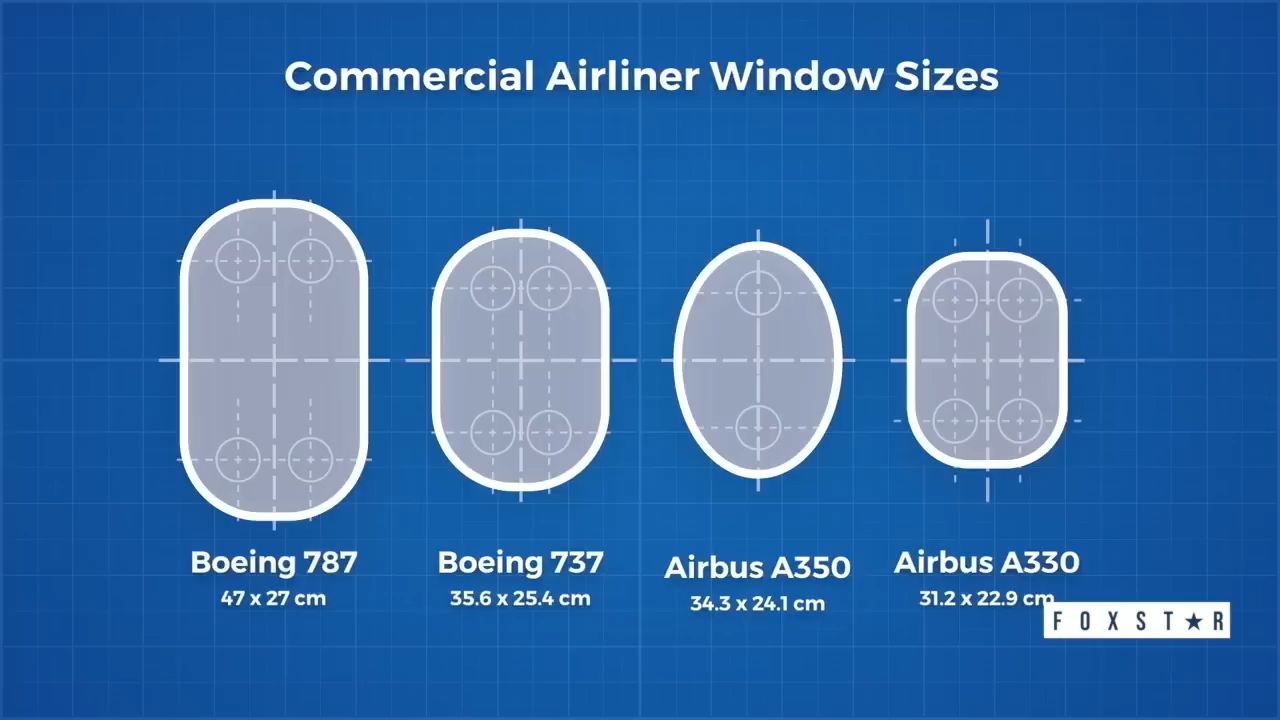 Commercial Airliner Window Sizes
Boeing 787
47 x 27 cm
Boeing 737
35.6 x 25.4 cm
Airbus A350
34.3 x 24.1 cm
Airbus A330
31.2 x 22.9 cm
FOXST★R